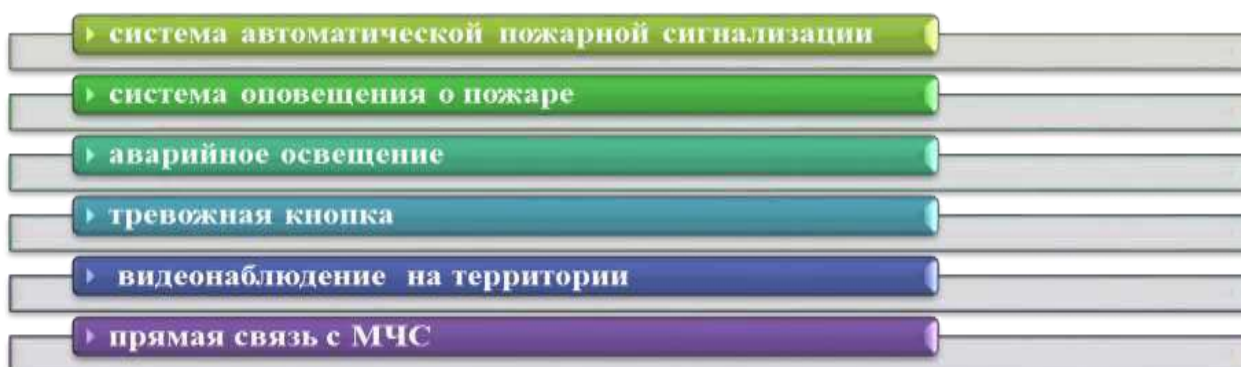 система автоматической пожарной сигнализации
система оповещения о пожаре
аварийное освещение
тревожная кнопка
видеонаблюдение на территории
прямая связь с МЧС